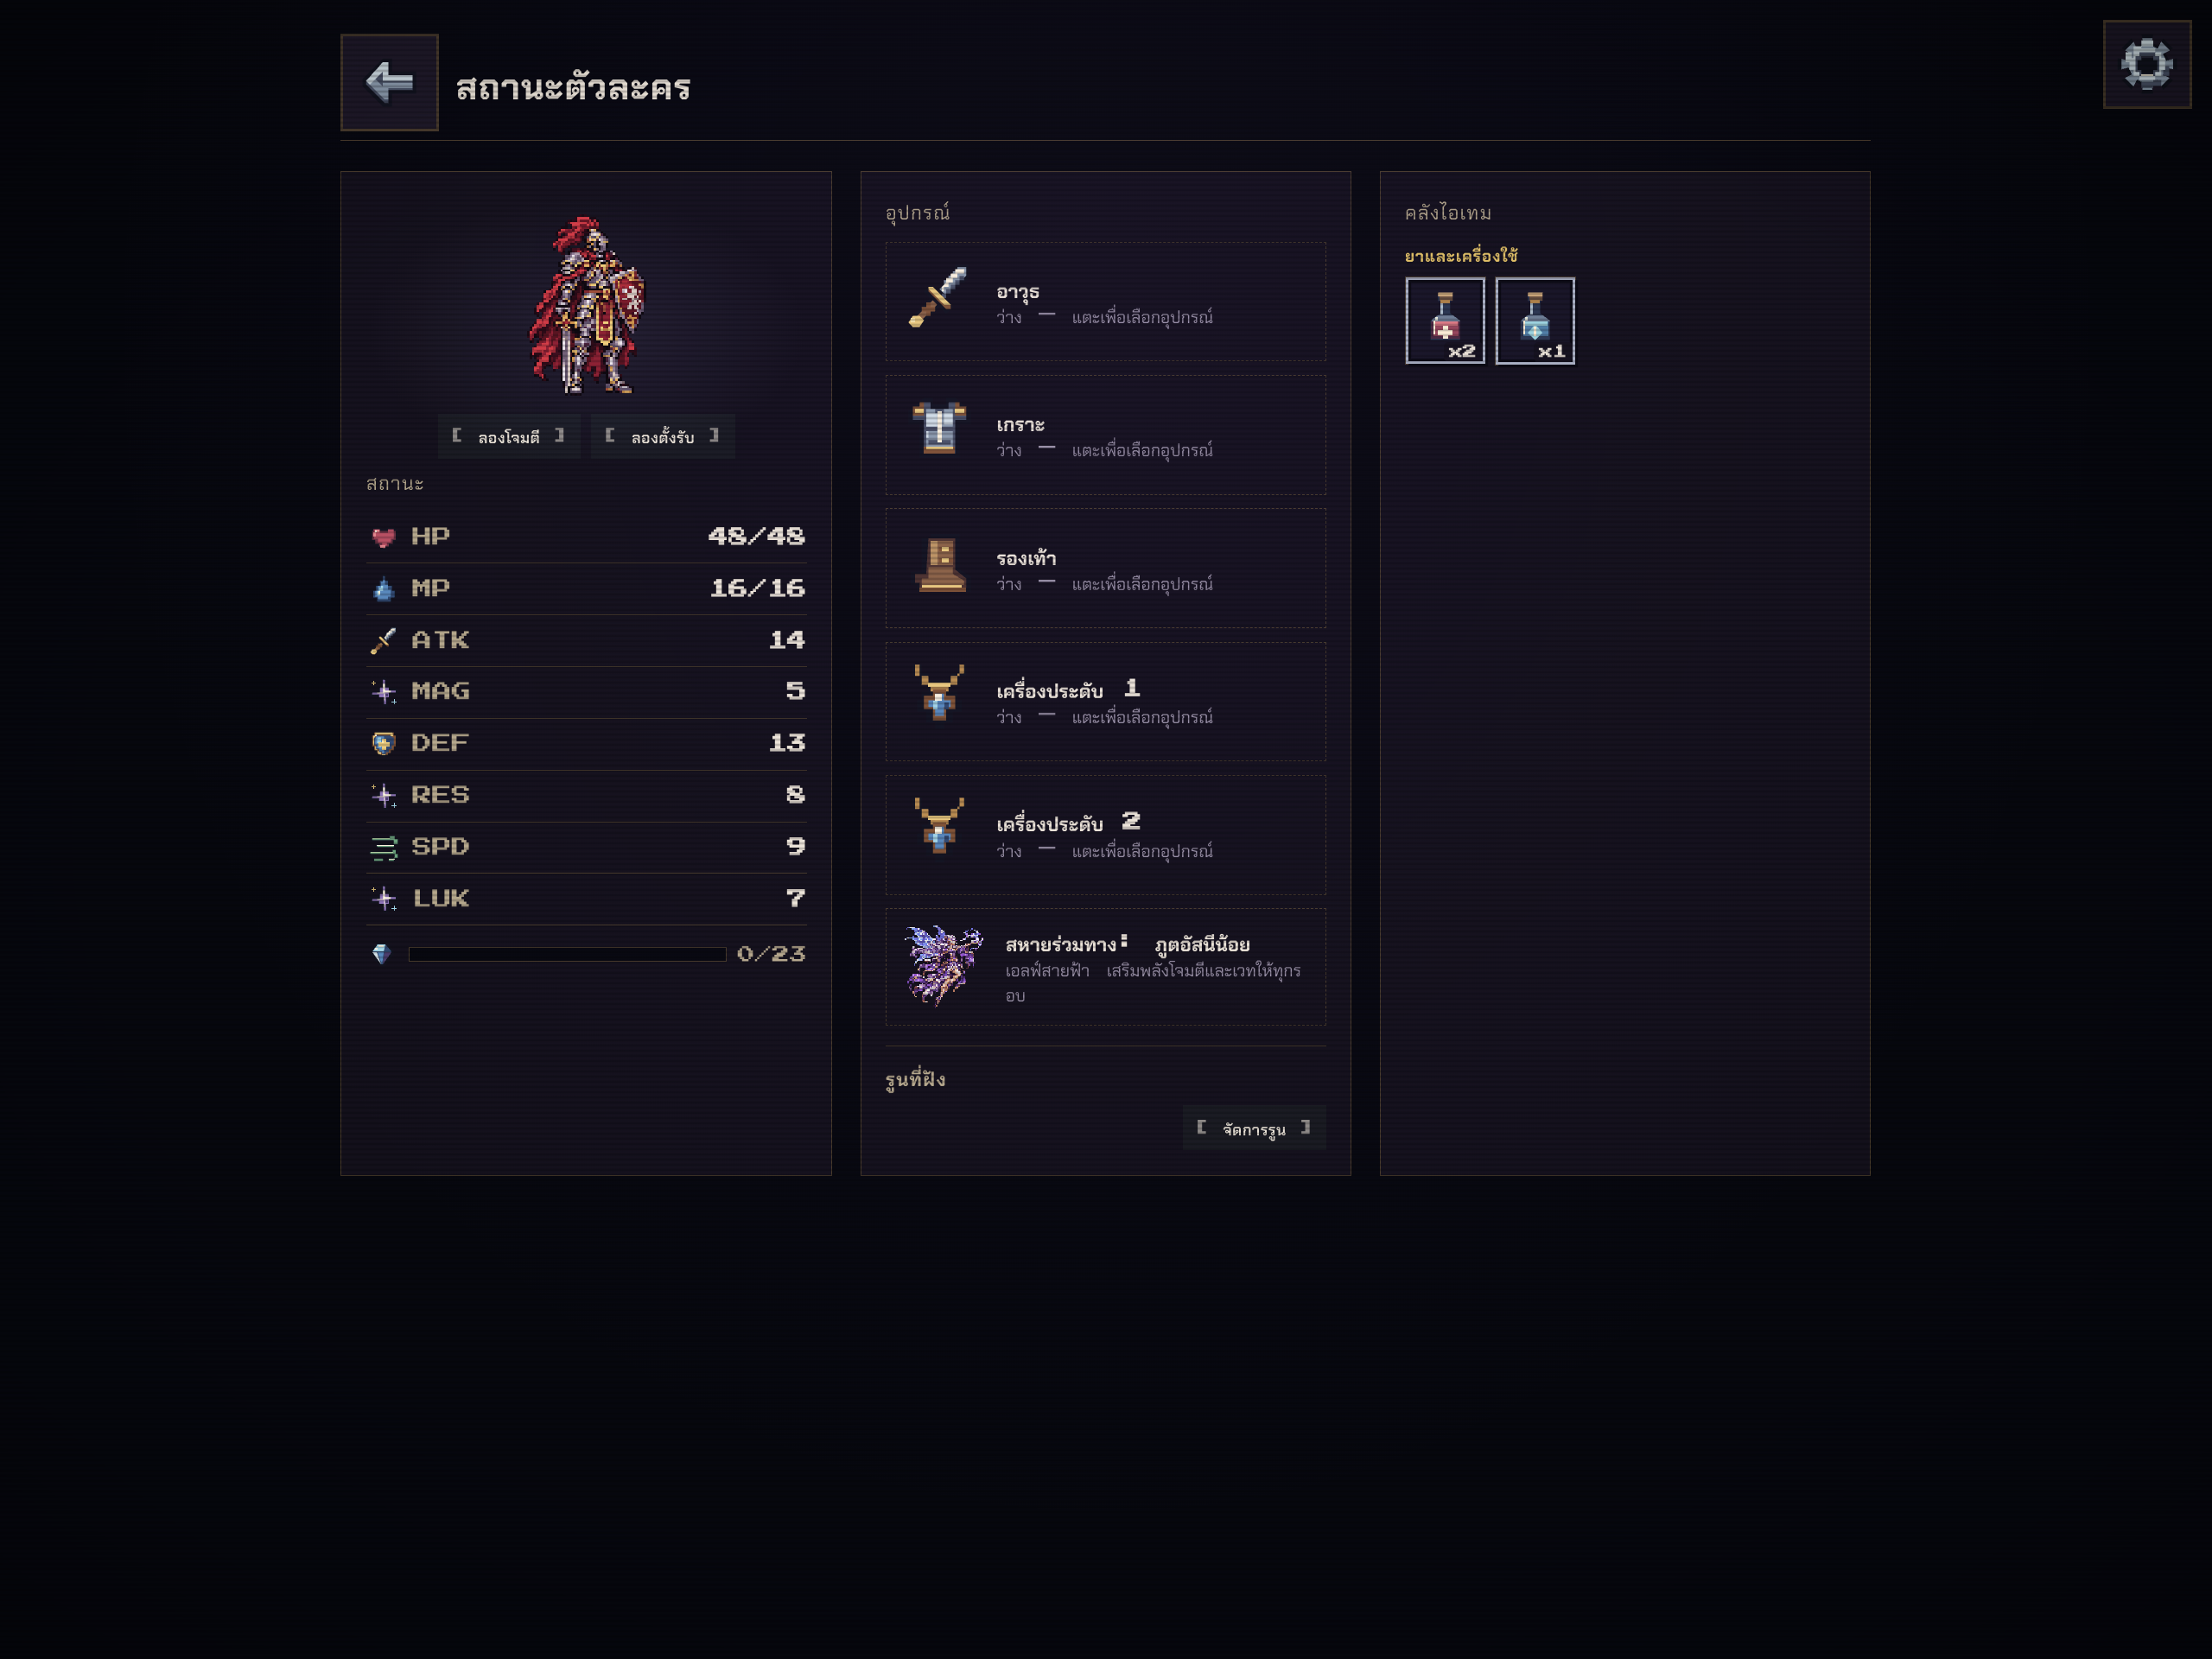 สถานะตัวละคร
[ ลองโจมตี ] [ ลองตั้งรับ ]
สถานะ
HP 48/48
MP 16/16
ATK 14
MAG 5
DEF 13
RES 8
SPD 9
LUK 7
0/23
อุปกรณ์
อาวุธ
ว่าง — แตะเพื่อเลือกอุปกรณ์
เกราะ
ว่าง — แตะเพื่อเลือกอุปกรณ์
รองเท้า
ว่าง — แตะเพื่อเลือกอุปกรณ์
เครื่องประดับ 1
ว่าง — แตะเพื่อเลือกอุปกรณ์
เครื่องประดับ 2
ว่าง — แตะเพื่อเลือกอุปกรณ์
สหายร่วมทาง: ภูตอัสนีน้อย
เอลฟ์สายฟ้า เสริมพลังโจมตีและเวทให้ทุกร
อบ
รูนที่ฝัง
[ จัดการรูน ]
คลังไอเทม
ยาและเครื่องใช้
x2 x1